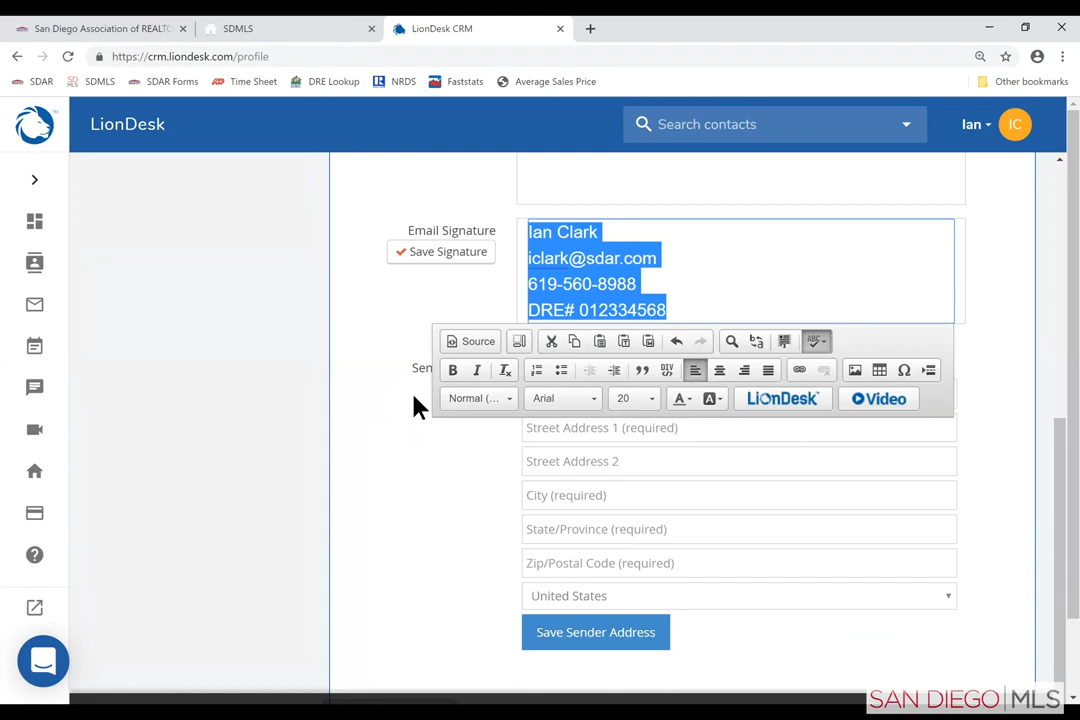 San Diego Association of REALTO
SDMLS
LionDesk CRM
https://crm.liondesk.com/profile
SDAR
SDMLS
SDAR Forms
Time Sheet
DRE Lookup
NRDS
Faststats
Average Sales Price
Other bookmarks
LionDesk
Search contacts
Ian
IC
Email Signature
Save Signature
Ian Clark
iclark@sdar.com
619-560-8988
DRE# 012334568
Source
ABC
B I Tx
DIV
Normal (...
Arial
20
A
A
LionDesk
Video
Sen
Street Address 1 (required)
Street Address 2
City (required)
State/Province (required)
Zip/Postal Code (required)
United States
Save Sender Address
SAN DIEGO MLS